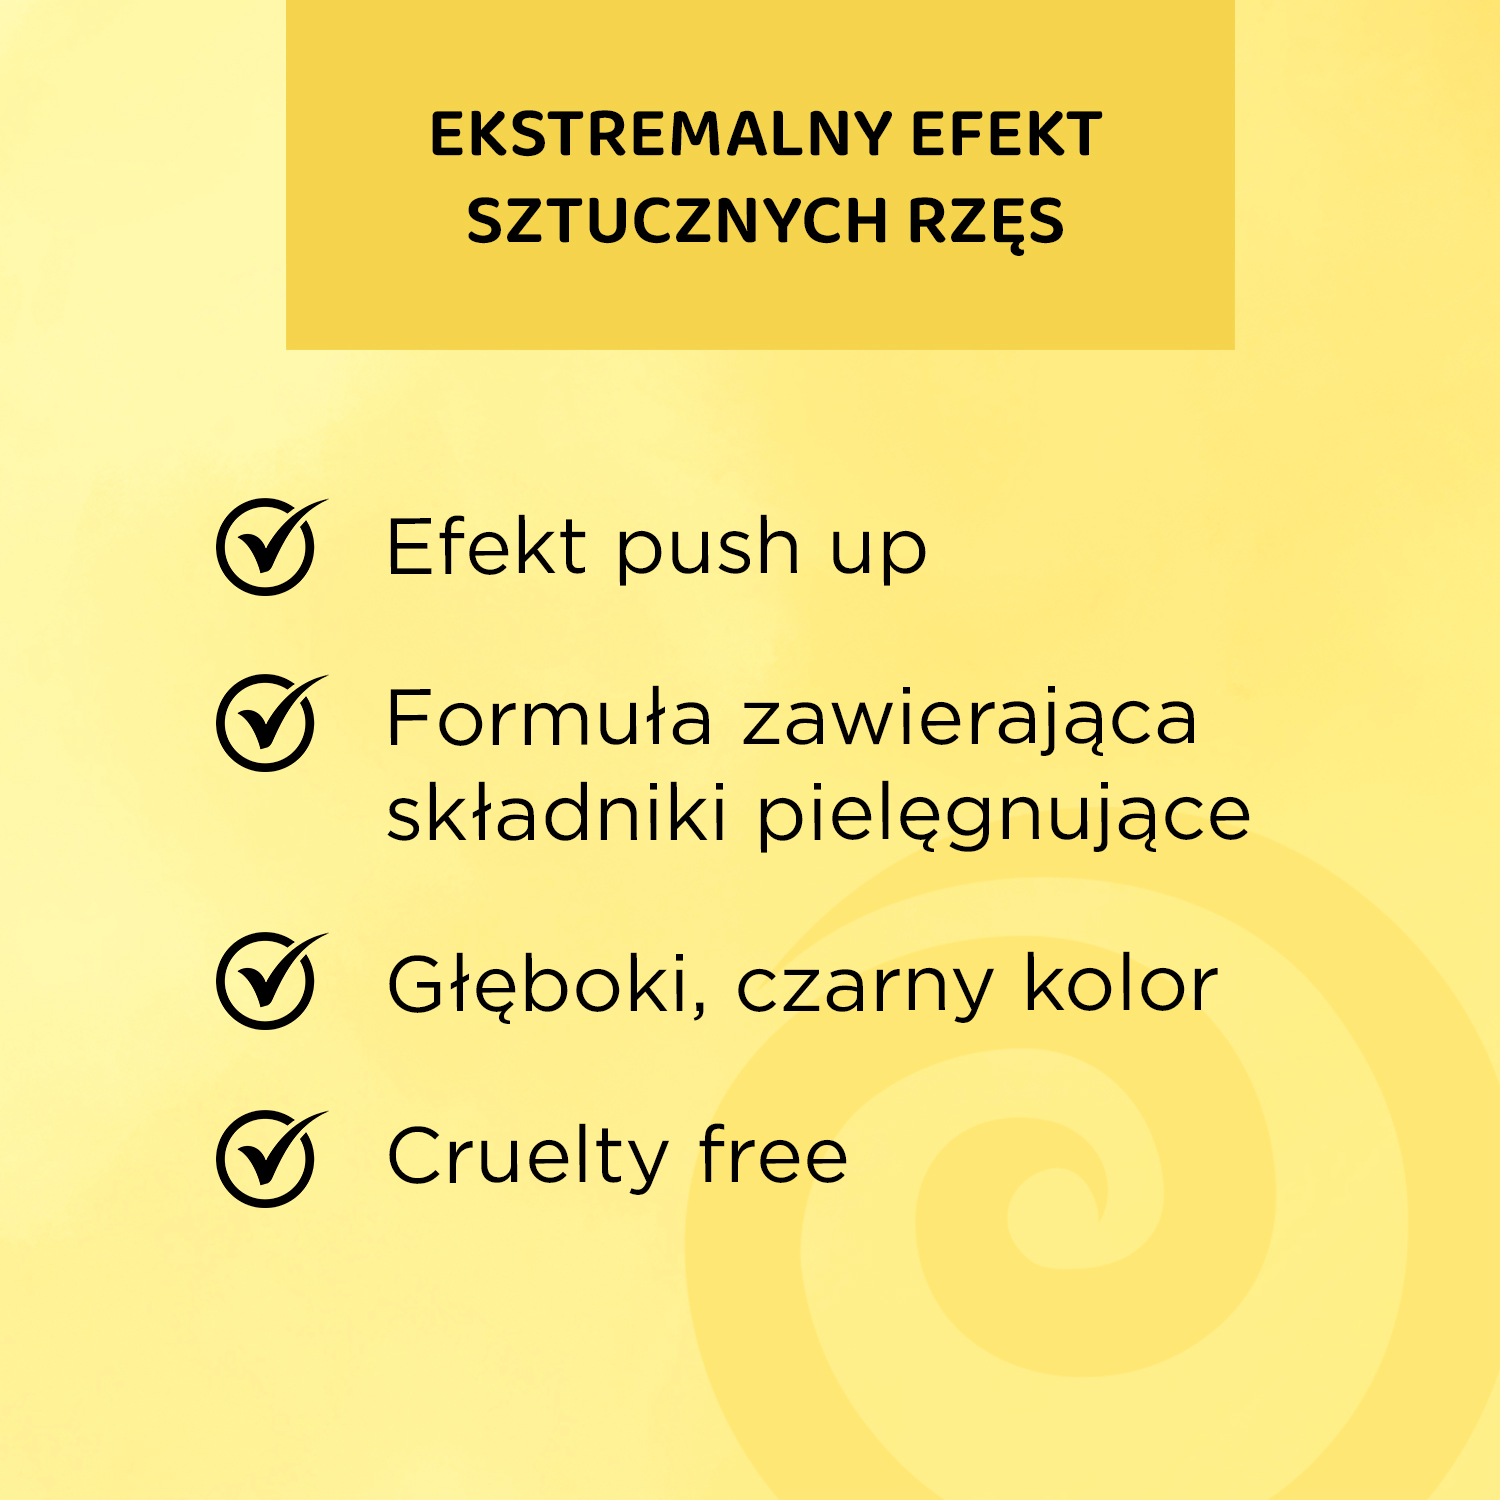 EKSTREMALNY EFEKT
SZTUCZNYCH RZĘS
Efekt push up
Formuła zawierająca
składniki pielęgnujące
Głęboki, czarny kolor
Cruelty free